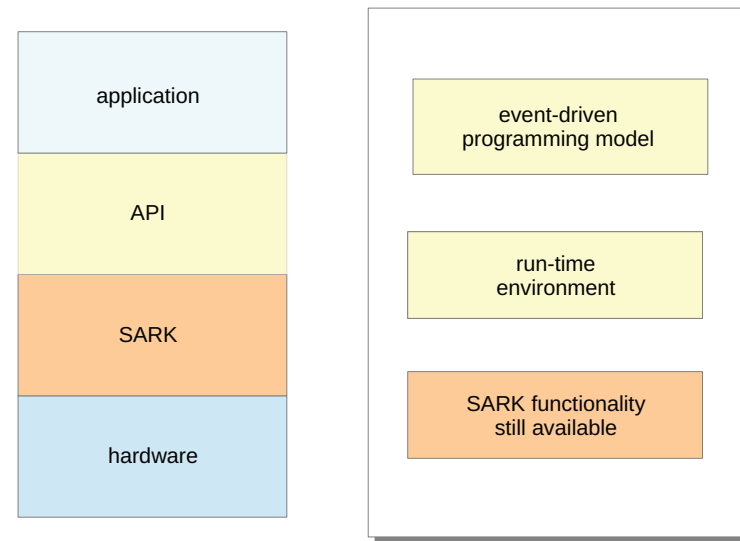 application
API
SARK
hardware
event-driven
programming model
run-time
environment
SARK functionality
still available